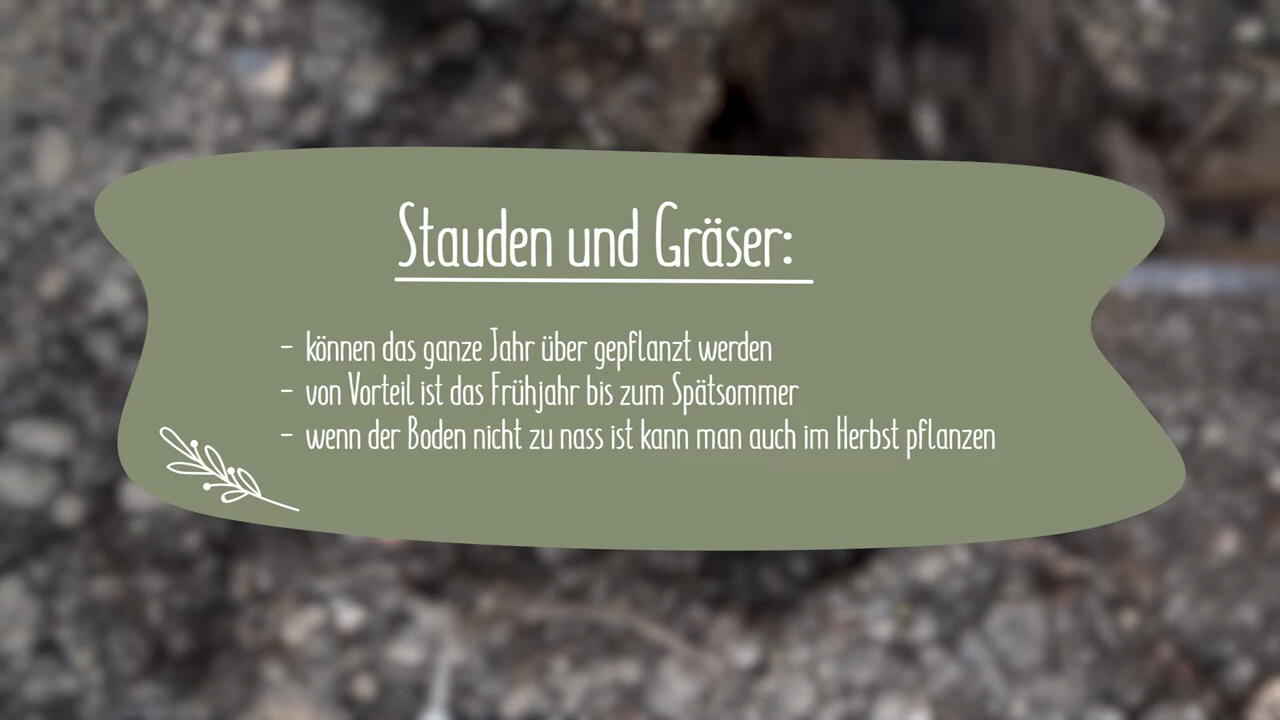 Stauden und Gräser:
- können das ganze Jahr über gepflanzt werden
- von Vorteil ist das Frühjahr bis zum Spätsommer
- wenn der Boden nicht zu nass ist kann man auch im Herbst pflanzen